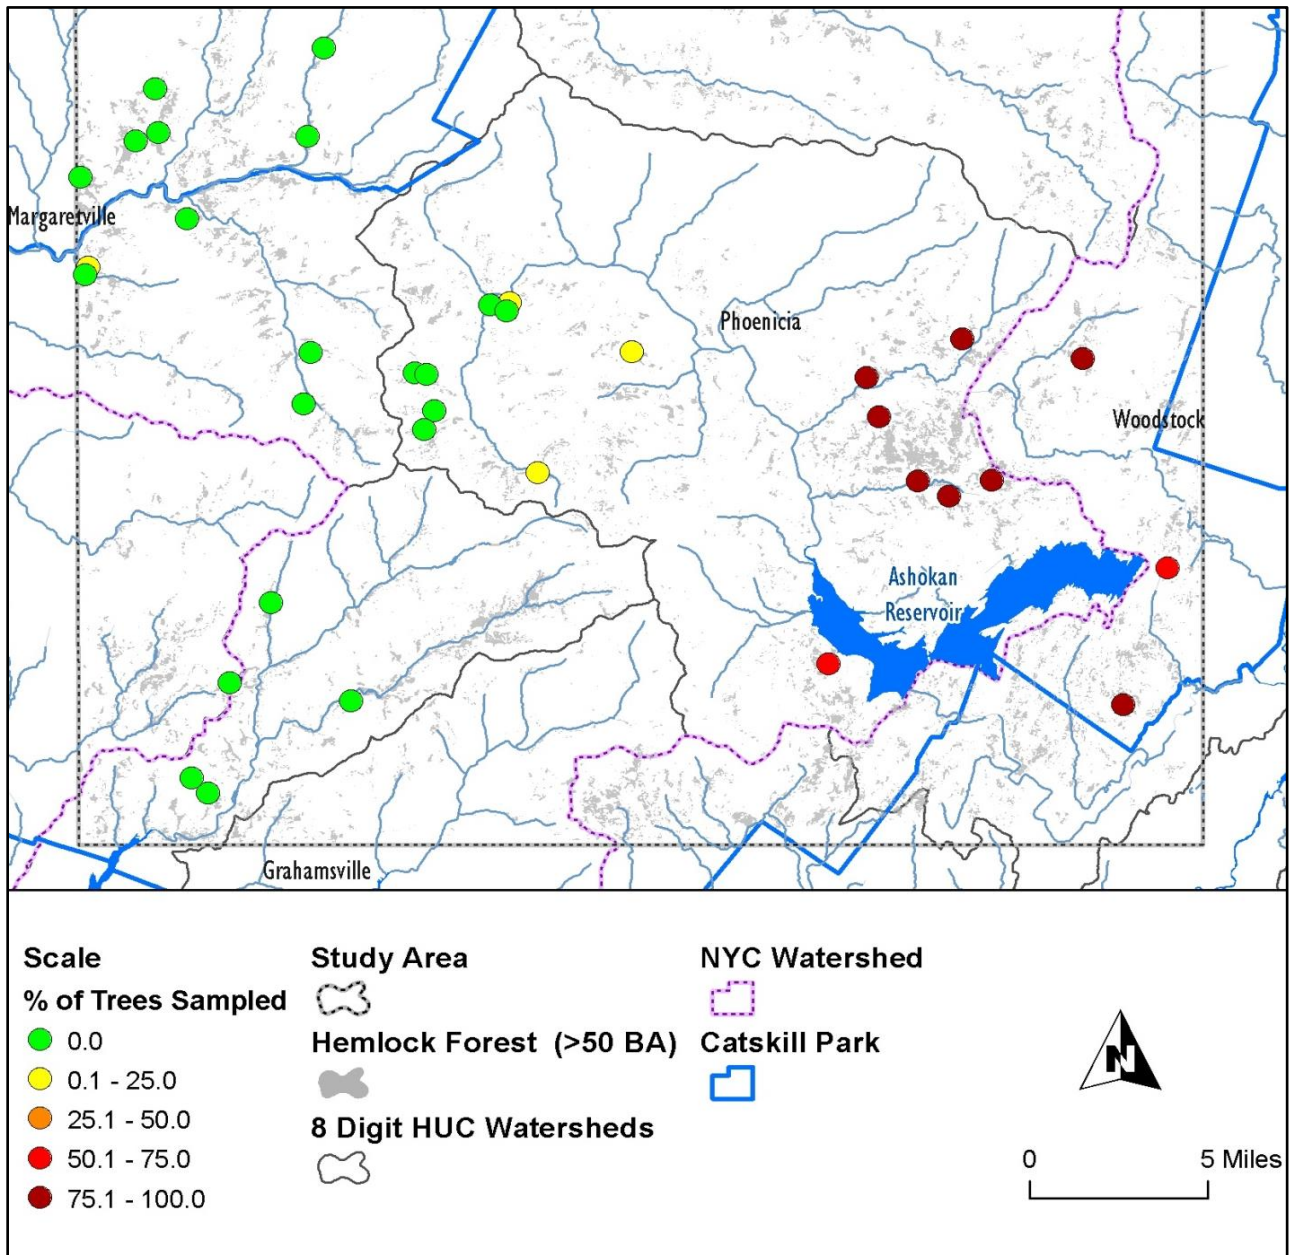 Margaretville
Phoenicia
Woodstock
Ashokan
Reservoir
Grahamsville
Scale
% of Trees Sampled
0.0
0.1 - 25.0
25.1 - 50.0
50.1 - 75.0
75.1 - 100.0
Study Area
Hemlock Forest (>50 BA)
8 Digit HUC Watersheds
NYC Watershed
Catskill Park
N
0 5 Miles